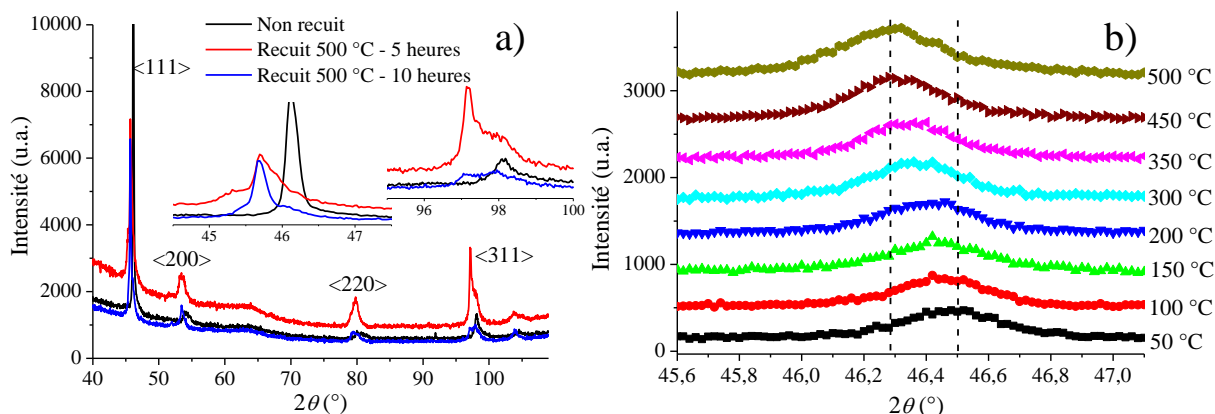 10000
8000
6000
4000
2000
0
Intensité (u.a.)
Non recuit
Recuit 500 °C - 5 heures
Recuit 500 °C - 10 heures
a)
<111>
<200>
<220>
<311>
45 46 47
96 98 100
40 50 60 70 80 90 100
2θ (°)
b)
3000
2000
1000
0
Intensité (u.a.)
500 °C
450 °C
350 °C
300 °C
200 °C
150 °C
100 °C
50 °C
45,6 45,8 46,0 46,2 46,4 46,6 46,8 47,0
2θ (°)